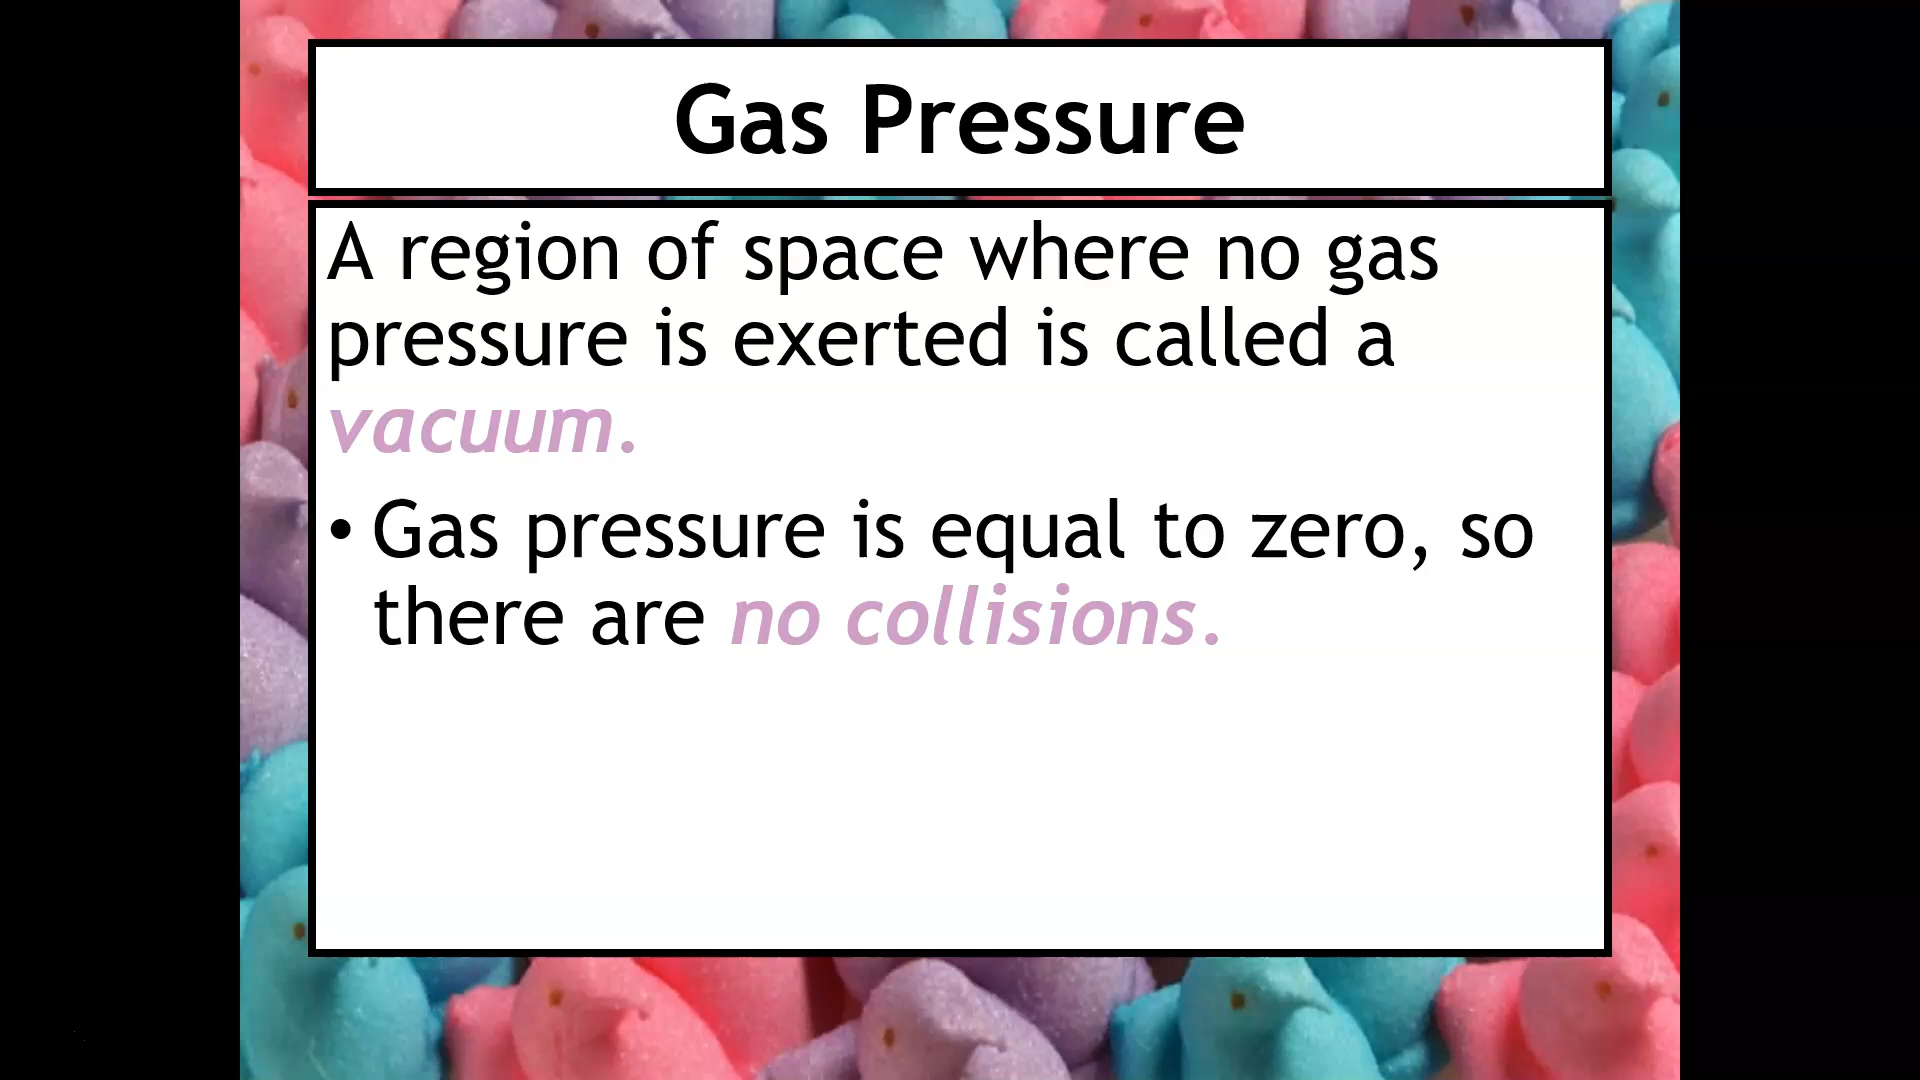 Gas Pressure
A region of space where no gas
pressure is exerted is called a
vacuum.
• Gas pressure is equal to zero, so
there are no collisions.